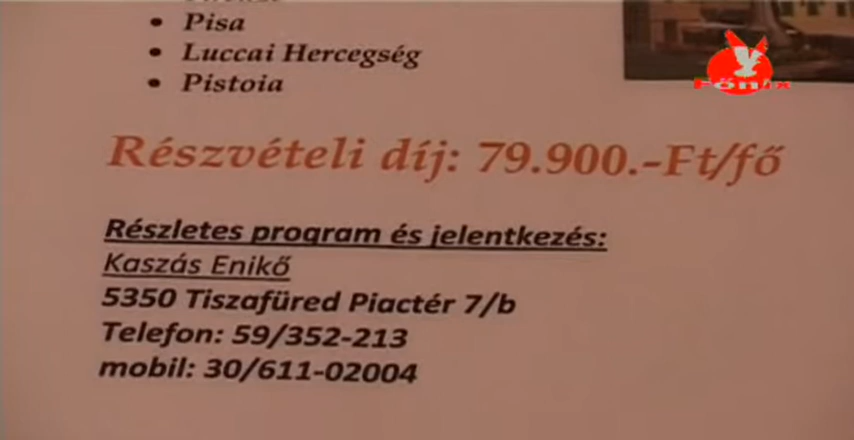 Pisa
Luccai Hercegség
Pistoia
Főnix
Részvételi díj: 79.900.-Ft/fő
Részletes program és jelentkezés:
Kaszás Enikő
5350 Tiszafüred Piactér 7/b
Telefon: 59/352-213
mobil: 30/611-02004